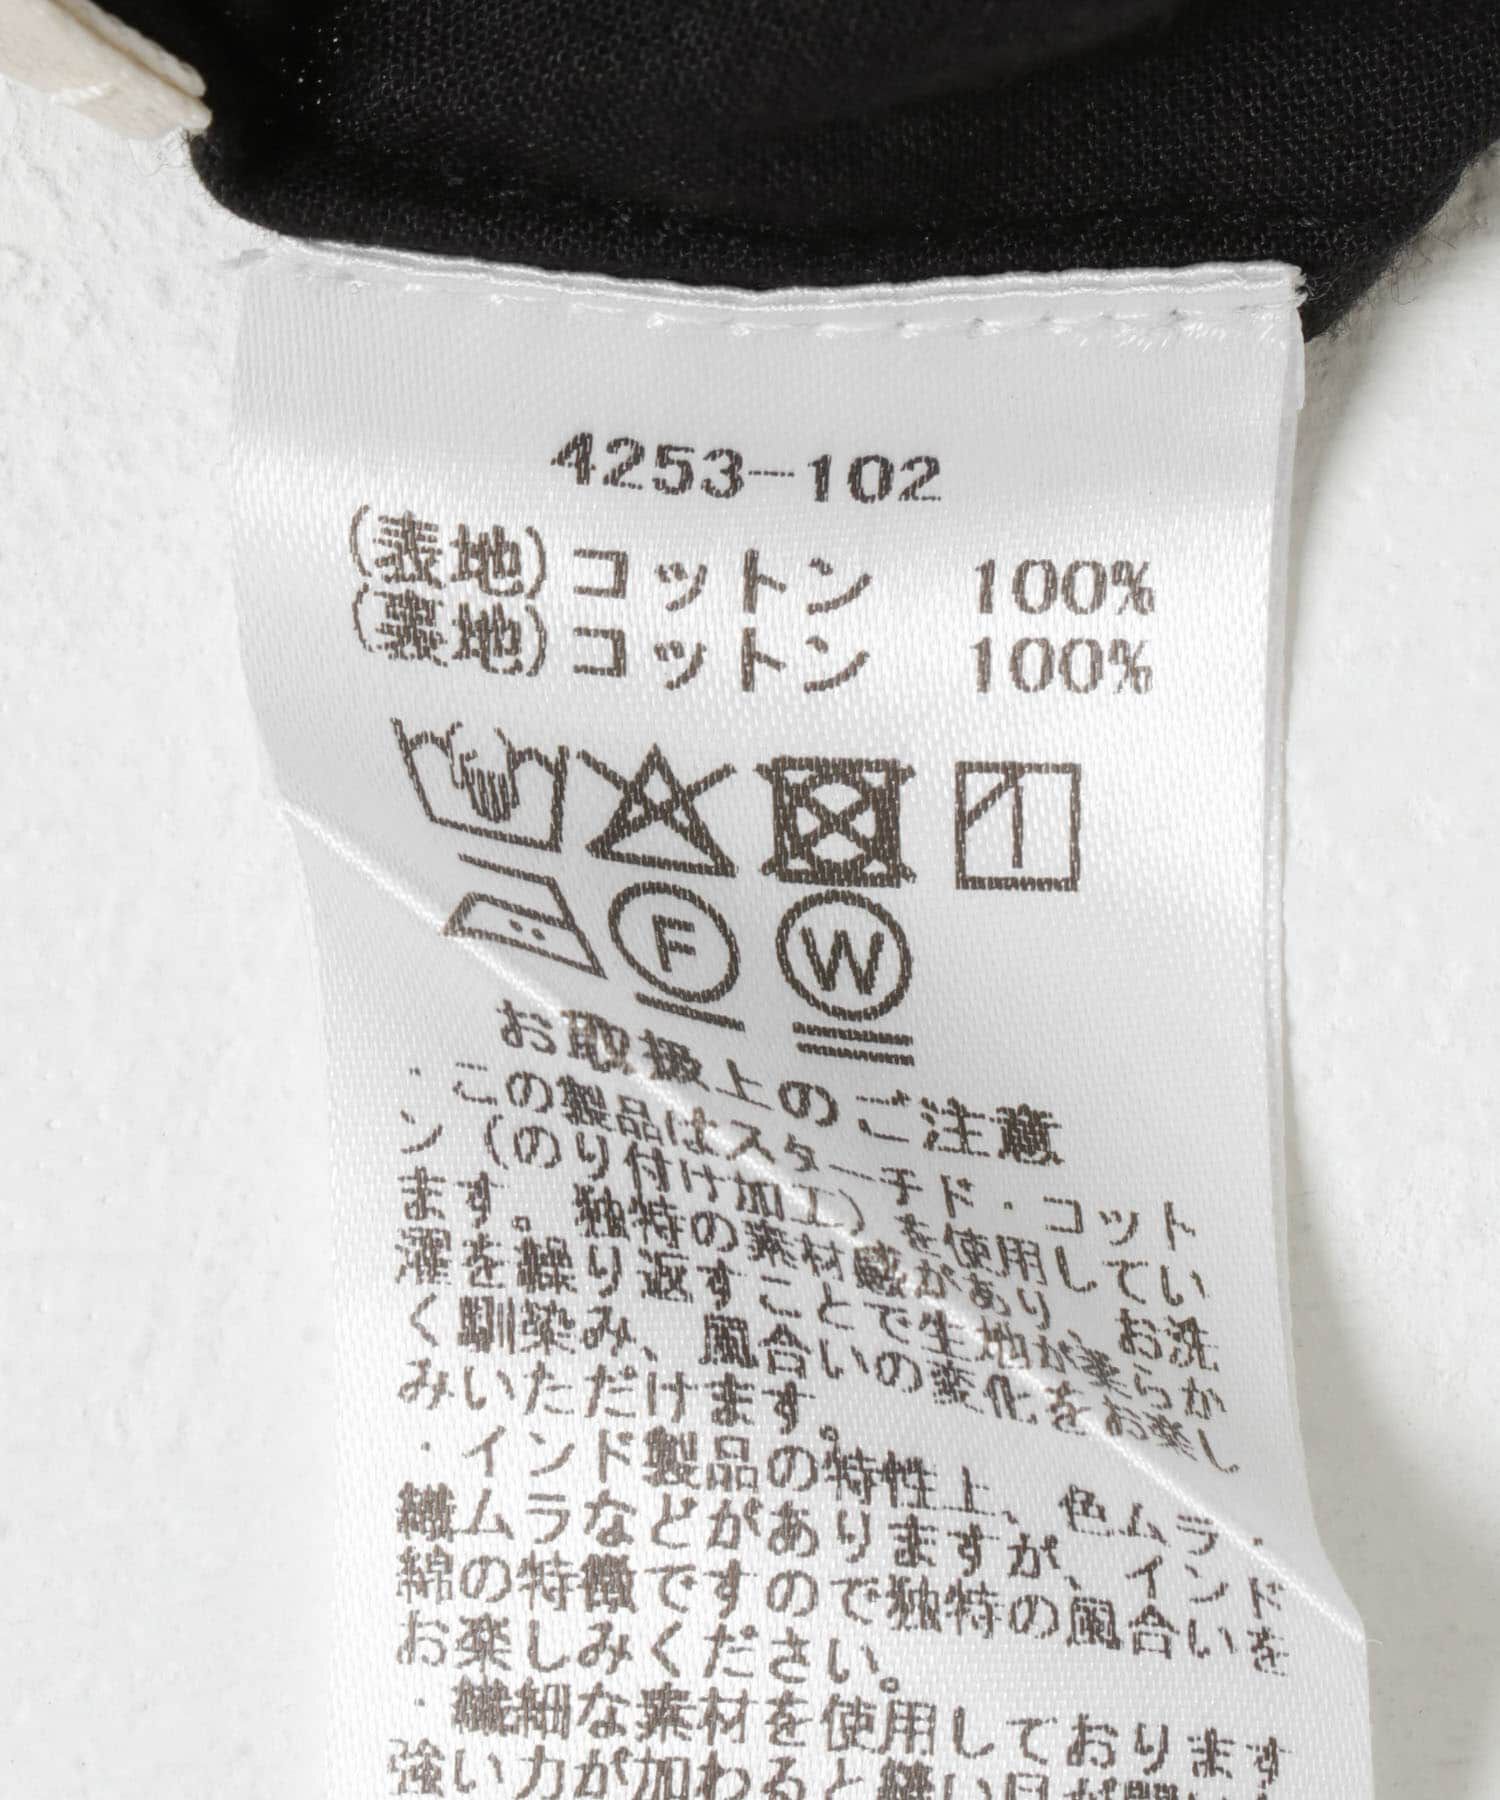 4253-102
(表地)コットン 100%
(裏地)コットン 100%
F W
お取扱上のご注意
・この製品はスターチド・コット
ン(のり付け加工)を使用してい
ます。独特の素材感があり、お洗
濯を繰り返すことで生地が柔らか
く馴染み、風合いの変化をお楽し
みいただけます。
・インド製品の特性上、色ムラ・
織ムラなどがありますが、インド
綿の特徴ですので独特の風合いを
お楽しみください。
・繊細な素材を使用しております
強い力が加わると縫い目が開い